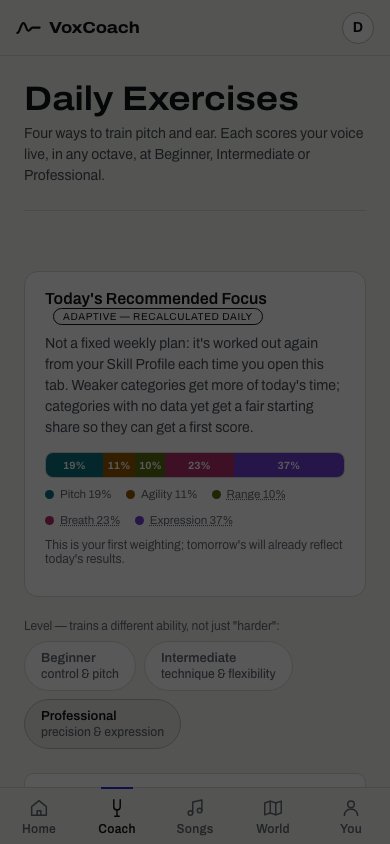 VoxCoach
D
Daily Exercises
Four ways to train pitch and ear. Each scores your voice
live, in any octave, at Beginner, Intermediate or
Professional.
Today's Recommended Focus
ADAPTIVE — RECALCULATED DAILY
Not a fixed weekly plan: it's worked out again
from your Skill Profile each time you open this
tab. Weaker categories get more of today's time;
categories with no data yet get a fair starting
share so they can get a first score.
19% 11% 10% 23% 37%
Pitch 19% Agility 11% Range 10%
Breath 23% Expression 37%
This is your first weighting; tomorrow's will already reflect
today's results.
Level — trains a different ability, not just "harder":
Beginner Intermediate
control & pitch technique & flexibility
Professional
precision & expression
Home Coach Songs World You